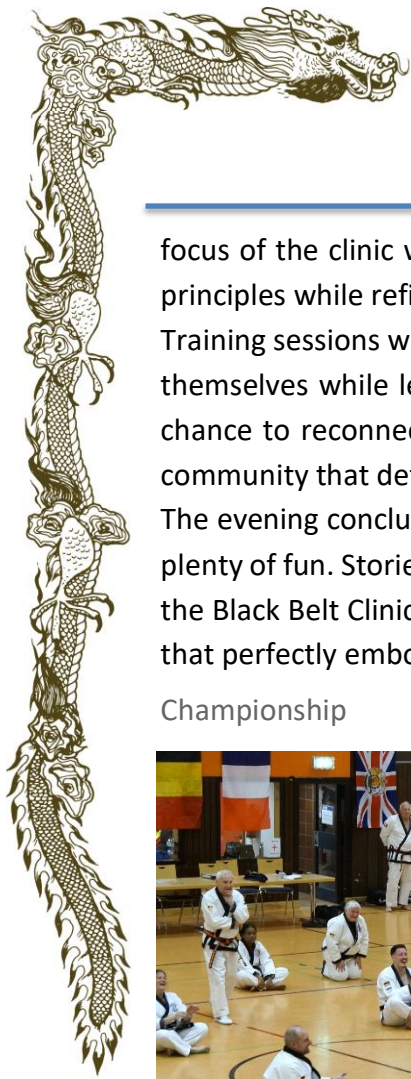 focus of the clinic
principles while
Training sessions
themselves while
chance to
community that
The evening
plenty of fun.
the Black Belt
that perfectly
Championship